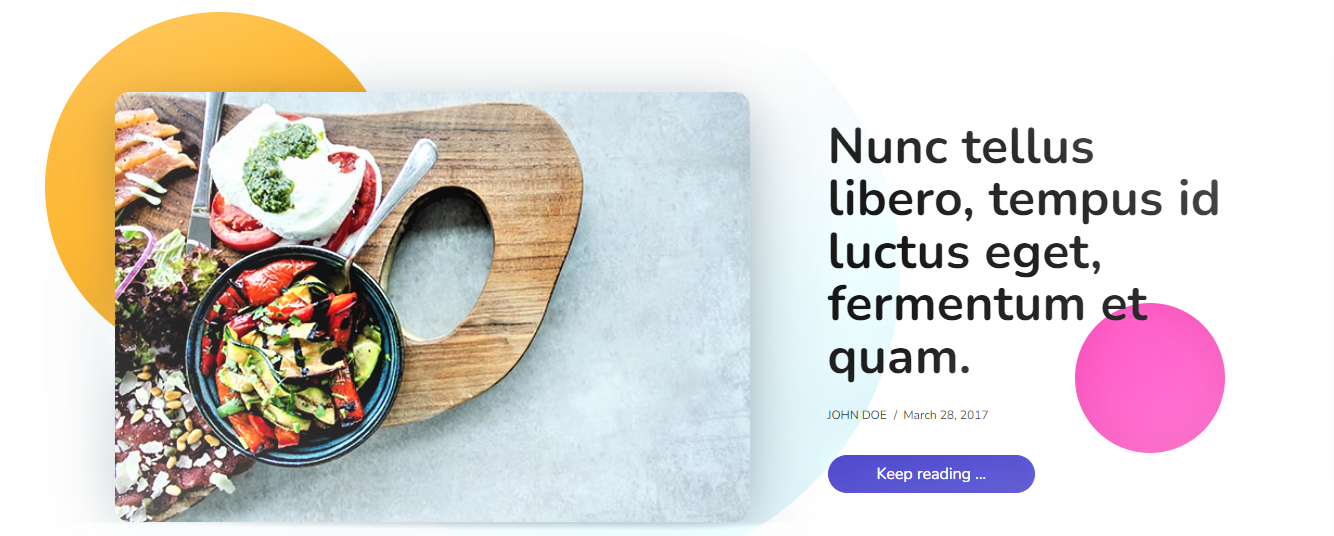 Nunc tellus
libero, tempus id
luctus eget,
fermentum et
quam.
JOHN DOE / March 28, 2017
Keep reading ...